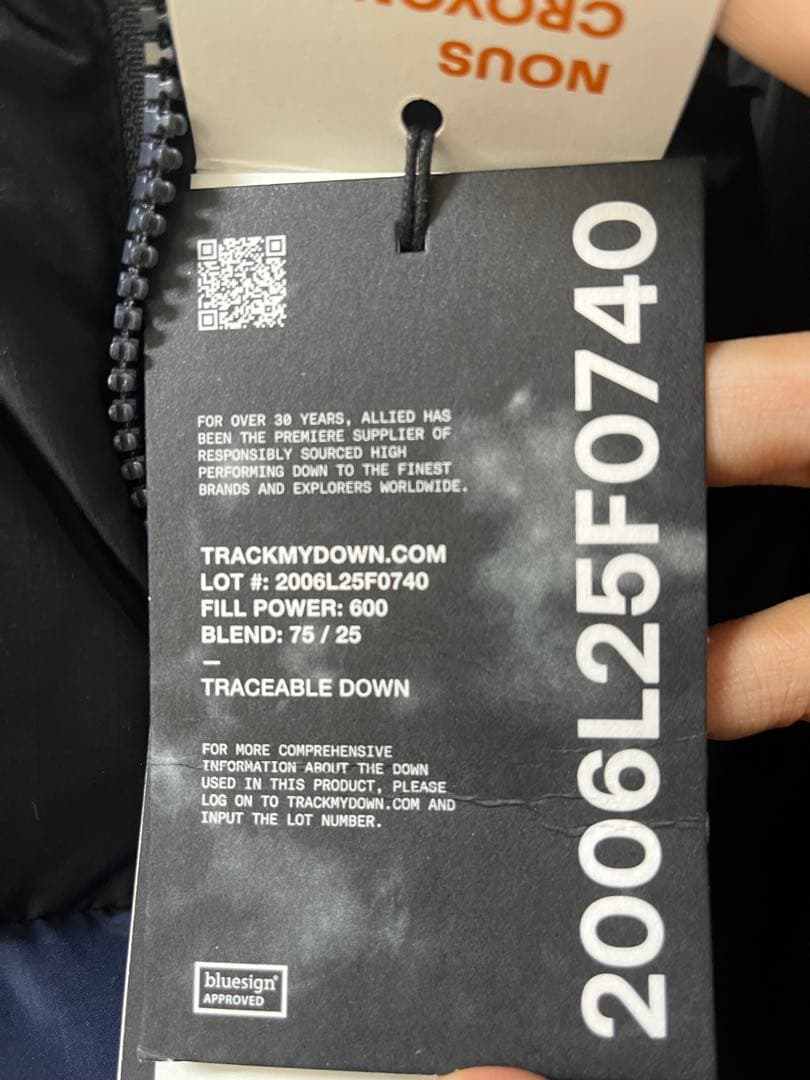 NOUS
FOR OVER 30 YEARS, ALLIED HAS
BEEN THE PREMIERE SUPPLIER OF
RESPONSIBLY SOURCED HIGH
PERFORMING DOWN TO THE FINEST
BRANDS AND EXPLORERS WORLDWIDE.
TRACKMYDOWN.COM
LOT #: 2006L25F0740
FILL POWER: 600
BLEND: 75 / 25
—
TRACEABLE DOWN
FOR MORE COMPREHENSIVE
INFORMATION ABOUT THE DOWN
USED IN THIS PRODUCT, PLEASE
LOG ON TO TRACKMYDOWN.COM AND
INPUT THE LOT NUMBER.
bluesign®
APPROVED
2006L25F0740